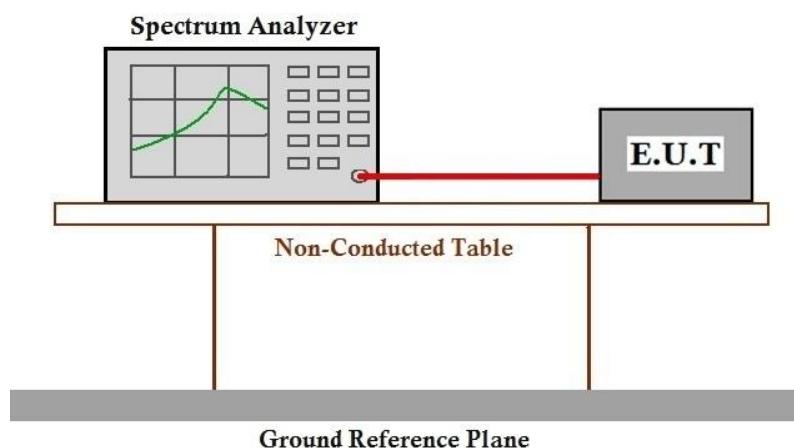 Spectrum Analyzer
E.U.T
Non-Conducted Table
Ground Reference Plane